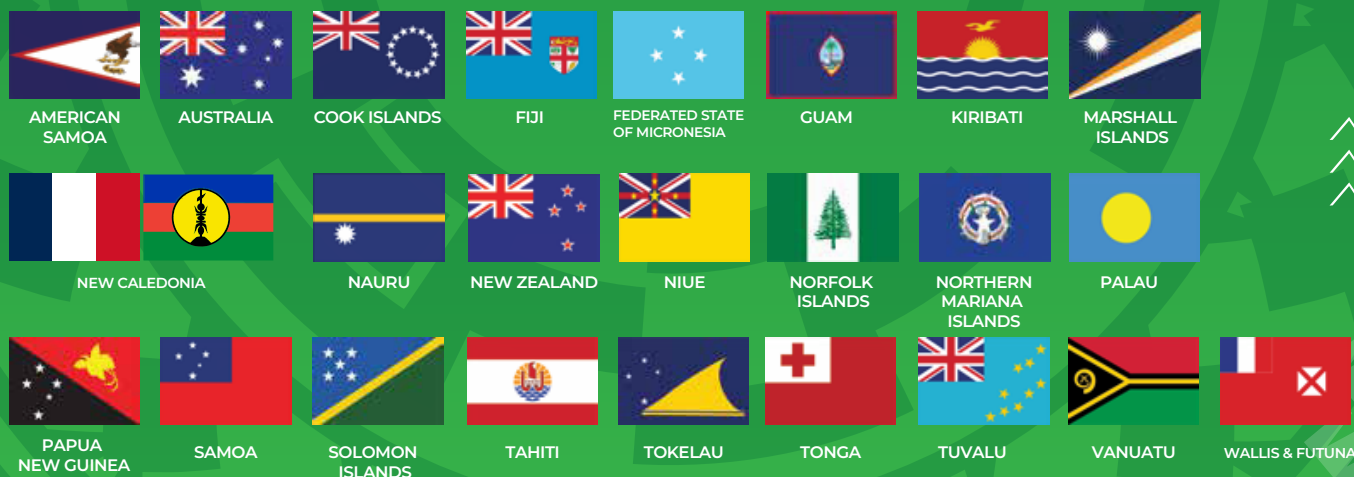 AMERICAN
SAMOA
AUSTRALIA
COOK ISLANDS
FIJI
FEDERATED STATE
OF MICRONESIA
GUAM
KIRIBATI
MARSHALL
ISLANDS
NEW CALEDONIA
NAURU
NEW ZEALAND
NIUE
NORFOLK
ISLANDS
NORTHERN
MARIANA
ISLANDS
PALAU
PAPUA
NEW GUINEA
SAMOA
SOLOMON
ISLANDS
TAHITI
TOKELAU
TONGA
TUVALU
VANUATU
WALLIS & FUTUNA